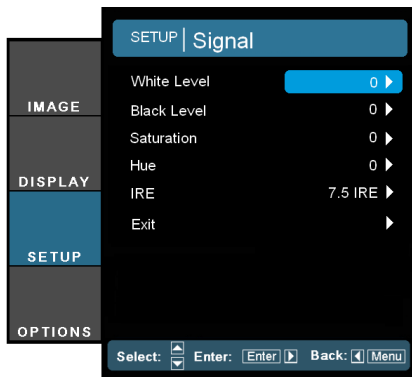 SETUP | Signal
IMAGE
DISPLAY
SETUP
OPTIONS
White Level 0
Black Level 0
Saturation 0
Hue 0
IRE 7.5 IRE
Exit
Select: Enter: Enter Back: Menu